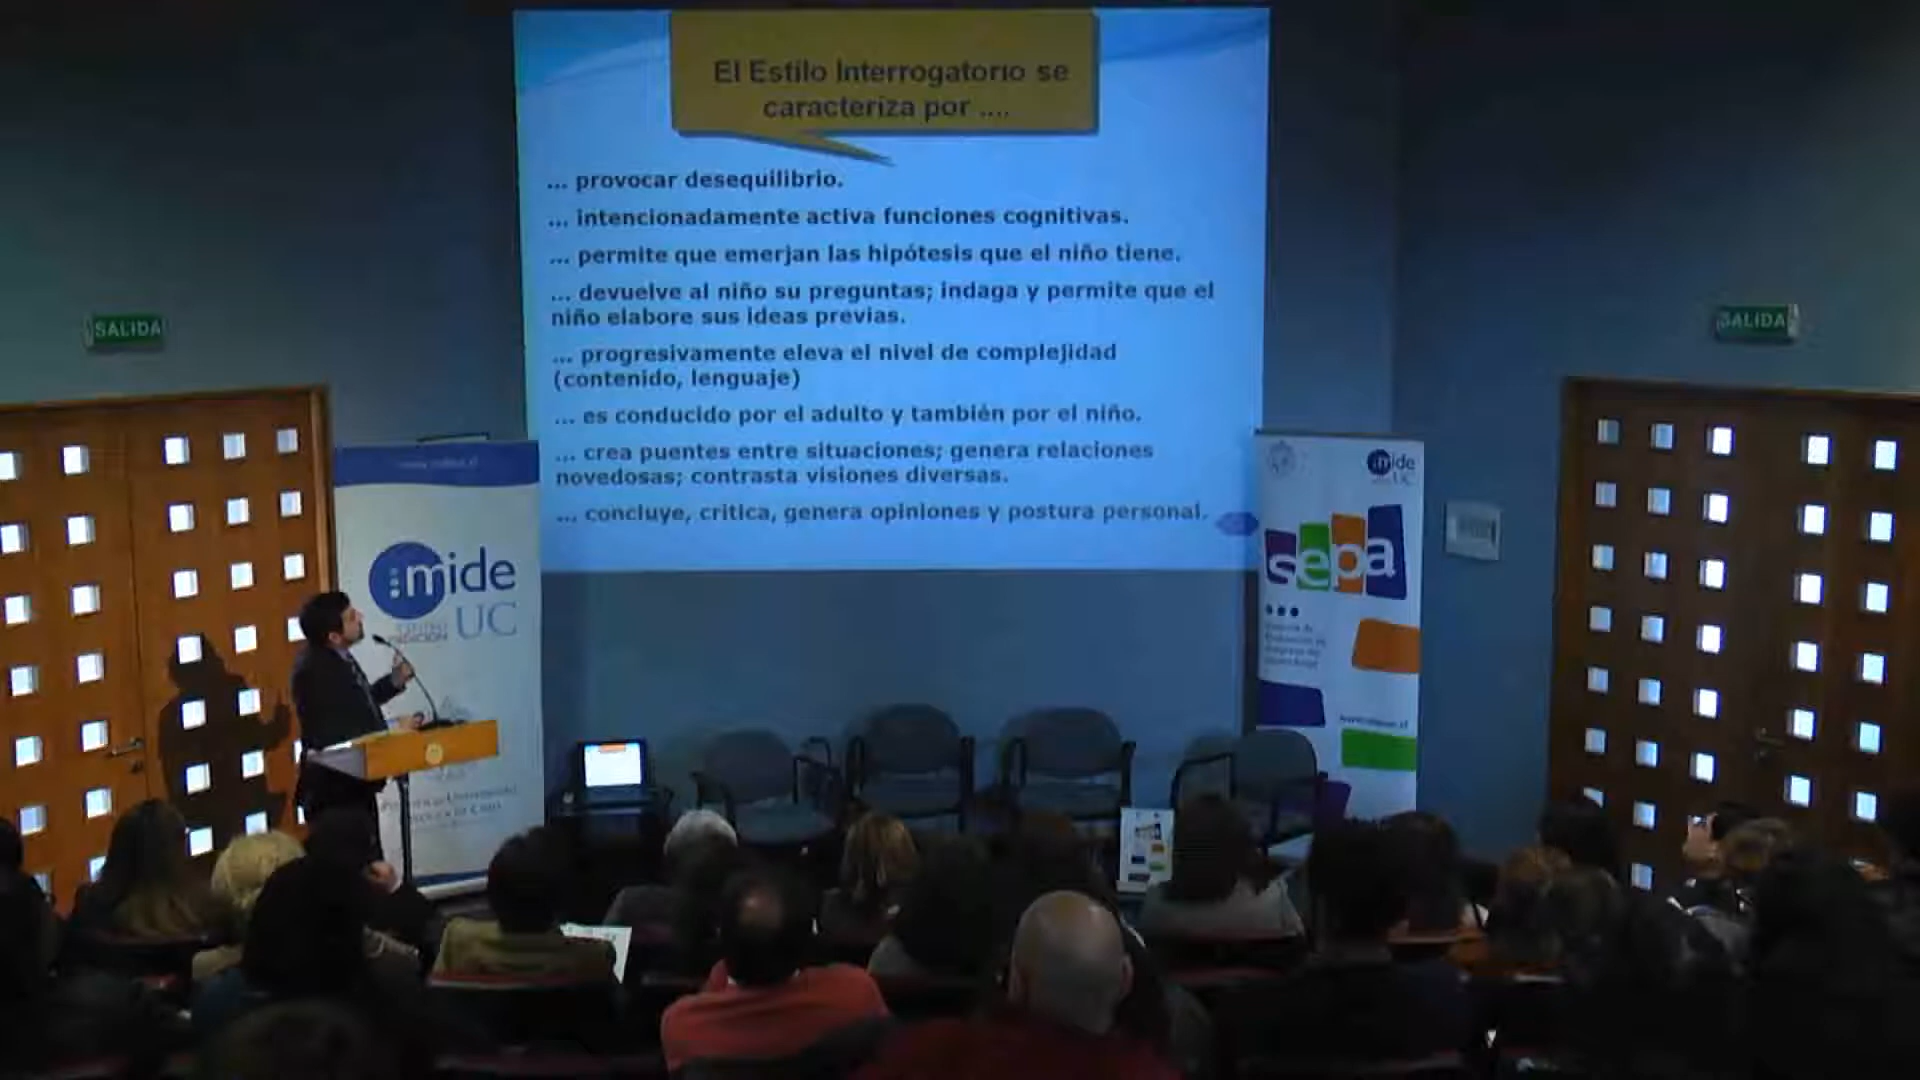 El Estilo Interrogatorio se
caracteriza por ....
... provocar desequilibrio.
... intencionadamente activa funciones cognitivas.
... permite que emerjan las hipótesis que el niño tiene.
... devuelve al niño su preguntas; indaga y permite que el
niño elabore sus ideas previas.
... progresivamente eleva el nivel de complejidad
(contenido, lenguaje)
... es conducido por el adulto y también por el niño.
... crea puentes entre situaciones; genera relaciones
novedosas; contrasta visiones diversas.
... concluye, critica, genera opiniones y postura personal.
SALIDA
SALIDA
mide
UC
MEDICIÓN
mide
UC
sepa